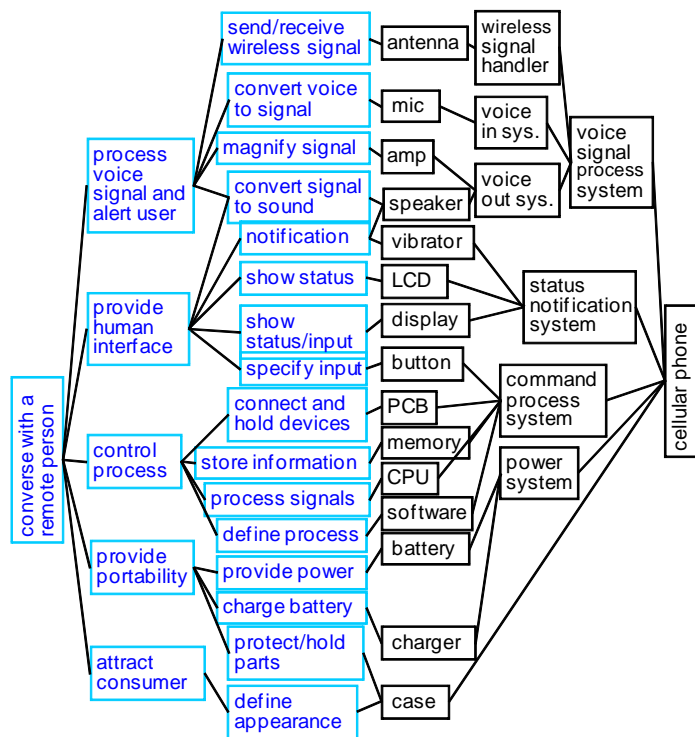 converse with a
remote person
process
voice
signal and
alert user
provide
human
interface
control
process
provide
portability
attract
consumer
send/receive
wireless signal
convert voice
to signal
magnify signal
convert signal
to sound
notification
show status
show
status/input
specify input
connect and
hold devices
store information
process signals
define process
provide power
charge battery
protect/hold
parts
define
appearance
antenna
mic
amp
speaker
vibrator
LCD
display
button
PCB
memory
CPU
software
battery
charger
case
wireless
signal
handler
voice
in sys.
voice
out sys.
voice
signal
process
system
status
notification
system
command
process
system
power
system
cellular phone